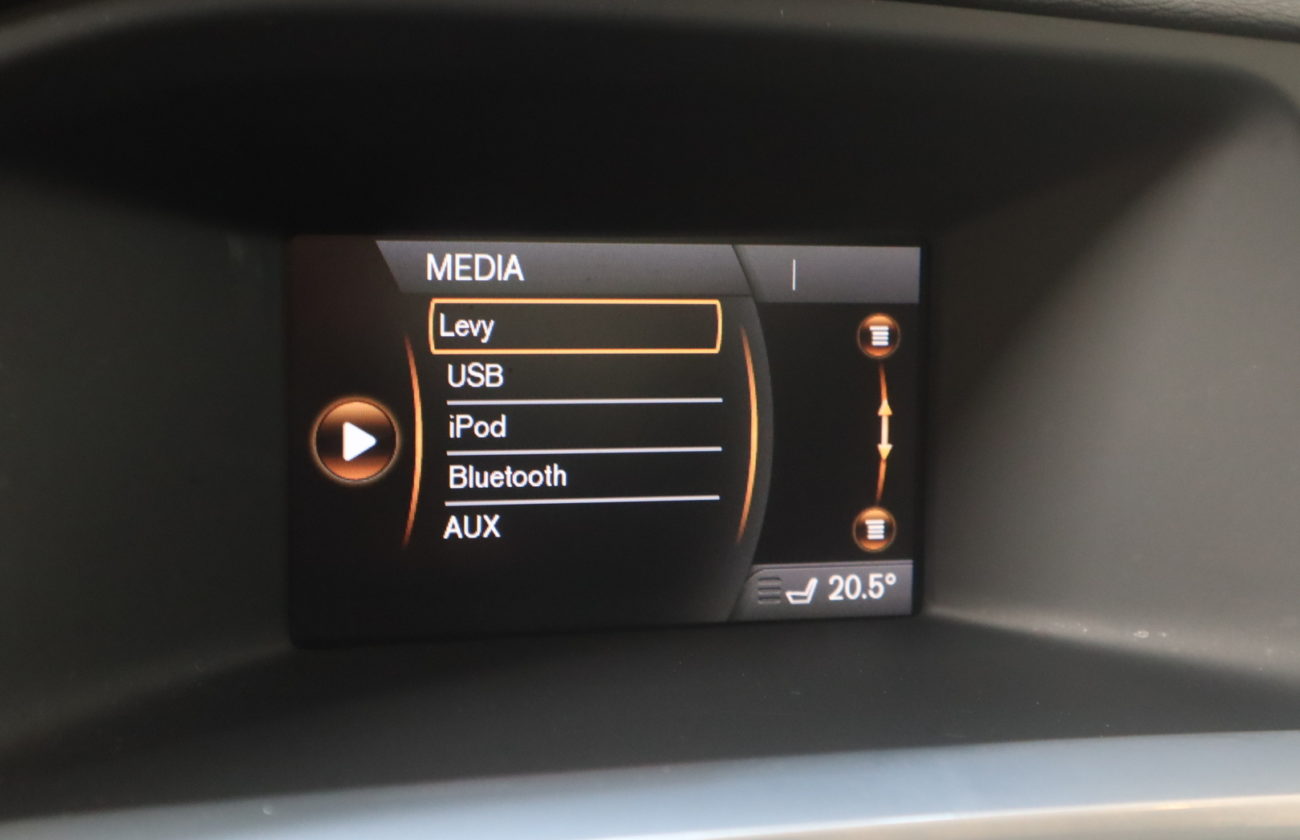 MEDIA
Levy
USB
iPod
Bluetooth
AUX
20.5°